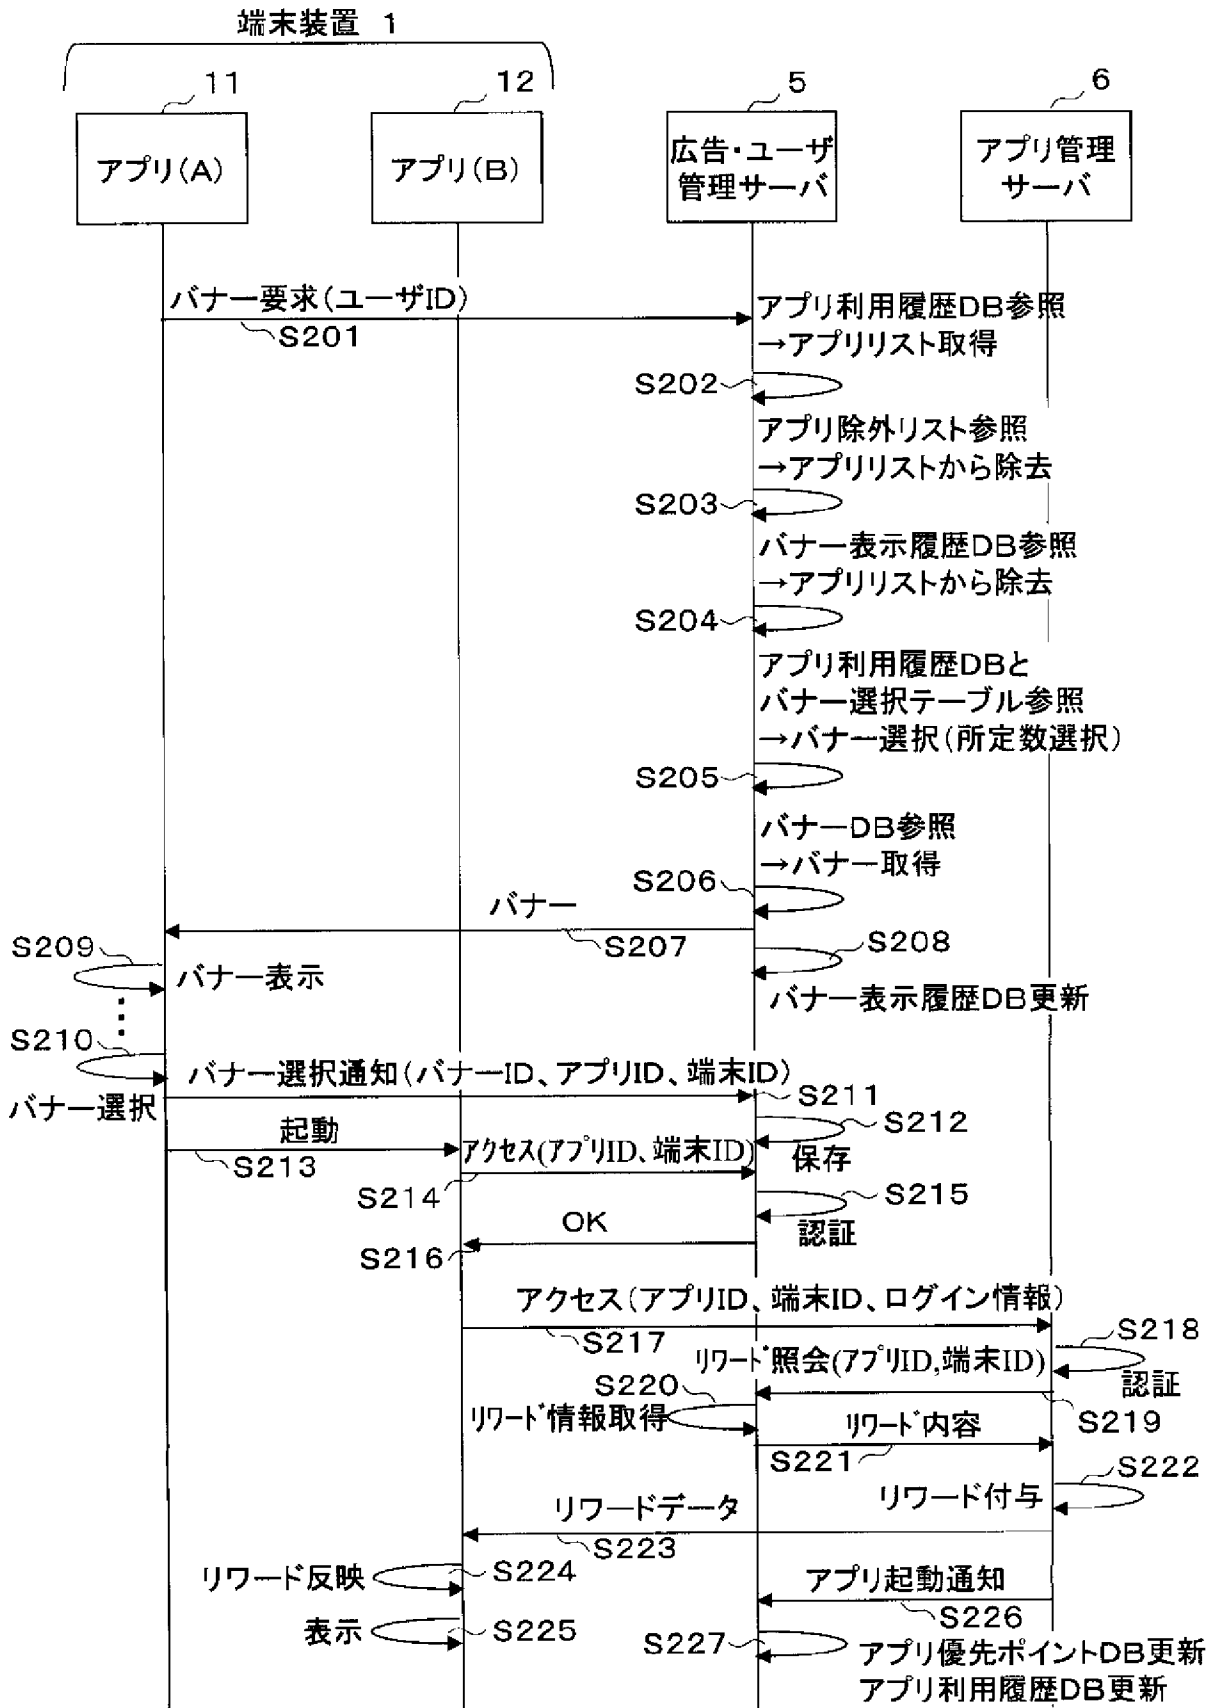 端末装置 1
11
12
5
6
アプリ(A)
アプリ(B)
広告・ユーザ
管理サーバ
アプリ管理
サーバ
バナー要求(ユーザID)
S201
アプリ利用履歴DB参照
→アプリリスト取得
S202
アプリ除外リスト参照
→アプリリストから除去
S203
バナー表示履歴DB参照
→アプリリストから除去
S204
アプリ利用履歴DBと
バナー選択テーブル参照
→バナー選択(所定数選択)
S205
バナーDB参照
→バナー取得
S206
バナー
S207
S208
バナー表示履歴DB更新
S209
バナー表示
S210
バナー選択
バナー選択通知(バナーID、アプリID、端末ID)
S211
S212
保存
起動
S213
アクセス(アプリID、端末ID)
S214
S215
認証
OK
S216
アクセス(アプリID、端末ID、ログイン情報)
S217
S218
認証
リワード照会(アプリID,端末ID)
S219
S220
リワード情報取得
リワード内容
S221
S222
リワード付与
リワードデータ
S223
リワード反映
S224
アプリ起動通知
S226
表示
S225
S227
アプリ優先ポイントDB更新
アプリ利用履歴DB更新